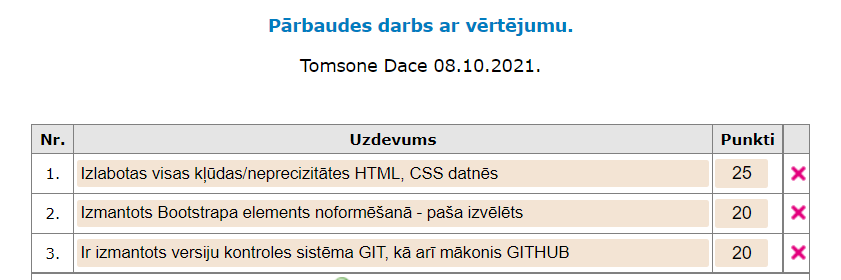 Pārbaudes darbs ar vērtējumu.
Tomsone Dace 08.10.2021.
Nr. Uzdevums Punkti
1. Izlabotas visas kļūdas/neprecizitātes HTML, CSS datnēs 25
2. Izmantots Bootstrapa elements noformēšanā - paša izvēlēts 20
3. Ir izmantots versiju kontroles sistēma GIT, kā arī mākonis GITHUB 20